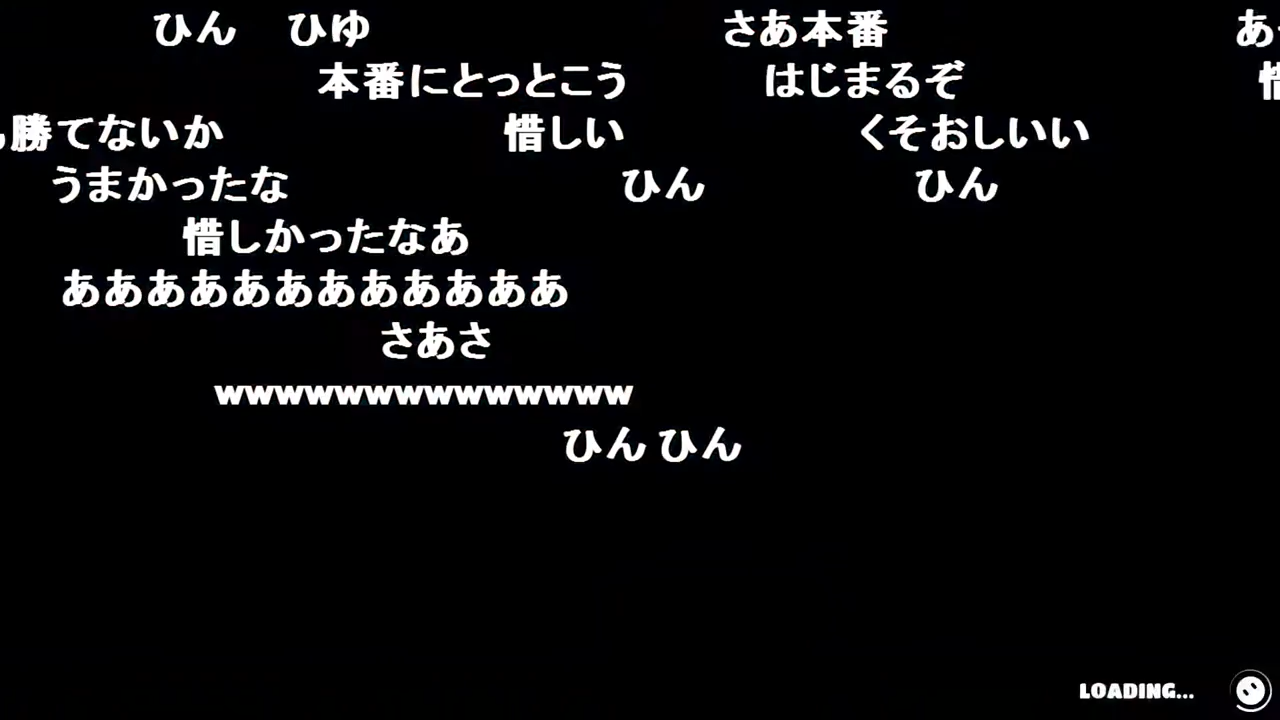 ひん ひゆ さあ本番 あ
本番にとっとこう はじまるぞ
勝てないか 惜しい くそおしいい
うまかったな ひん ひん
惜しかったなあ
ああああああああああああ
さあさ
wwwwwwwwwwwwww
ひん ひん
LOADING...